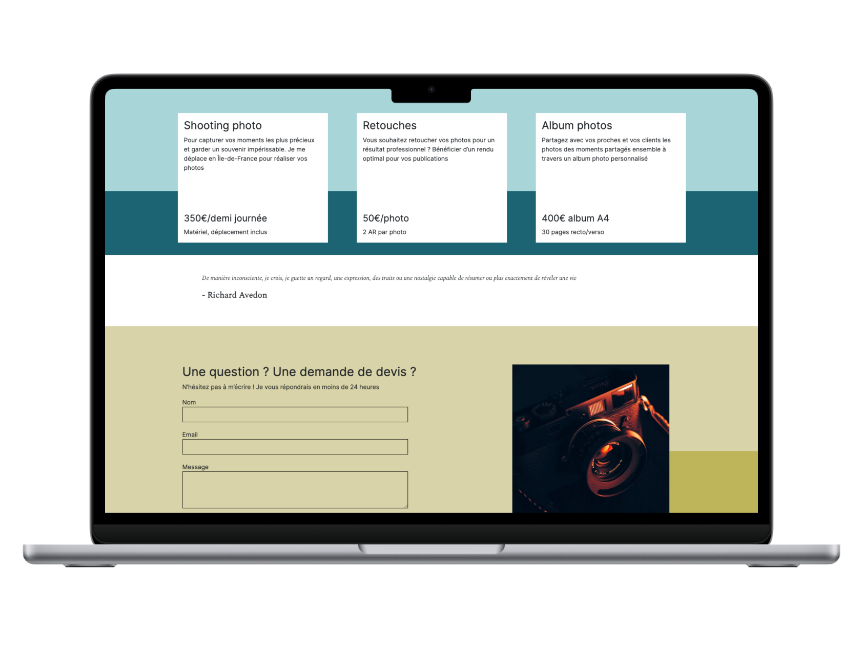 Shooting photo
Pour capturer vos moments les plus précieux
et garder un souvenir impérissable. Je me
déplace en Île-de-France pour réaliser vos
photos
350€/demi journée
Matériel, déplacement inclus
Retouches
Vous souhaitez retoucher vos photos pour un
résultat professionnel ? Bénéficier d'un rendu
optimal pour vos publications
50€/photo
2 AR par photo
Album photos
Partagez avec vos proches et vos clients les
photos des moments partagés ensemble à
travers un album photo personnalisé
400€ album A4
30 pages recto/verso
De manière inconsciente, je crois, je guette un regard, une expression, des traits ou une nostalgie capable de résumer ou plus exactement de révéler une vie
- Richard Avedon
Une question ? Une demande de devis ?
N'hésitez pas à m'écrire ! Je vous répondrais en moins de 24 heures
Nom
Email
Message